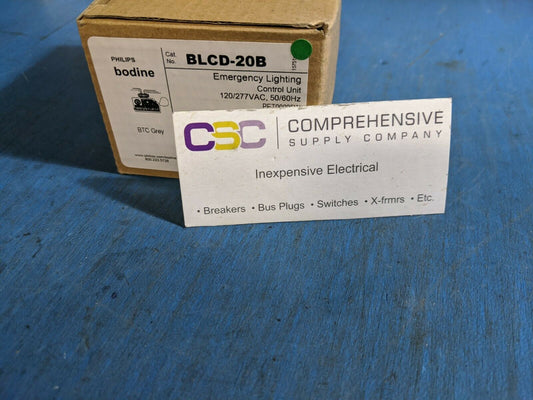 PHILIPS
bodine
Cat. No. BLCD-20B
Emergency Lighting
Control Unit
120/277VAC, 50/60Hz
BTC Grey
CSC COMPREHENSIVE
SUPPLY COMPANY
Inexpensive Electrical
• Breakers • Bus Plugs • Switches • X-frmrs • Etc.